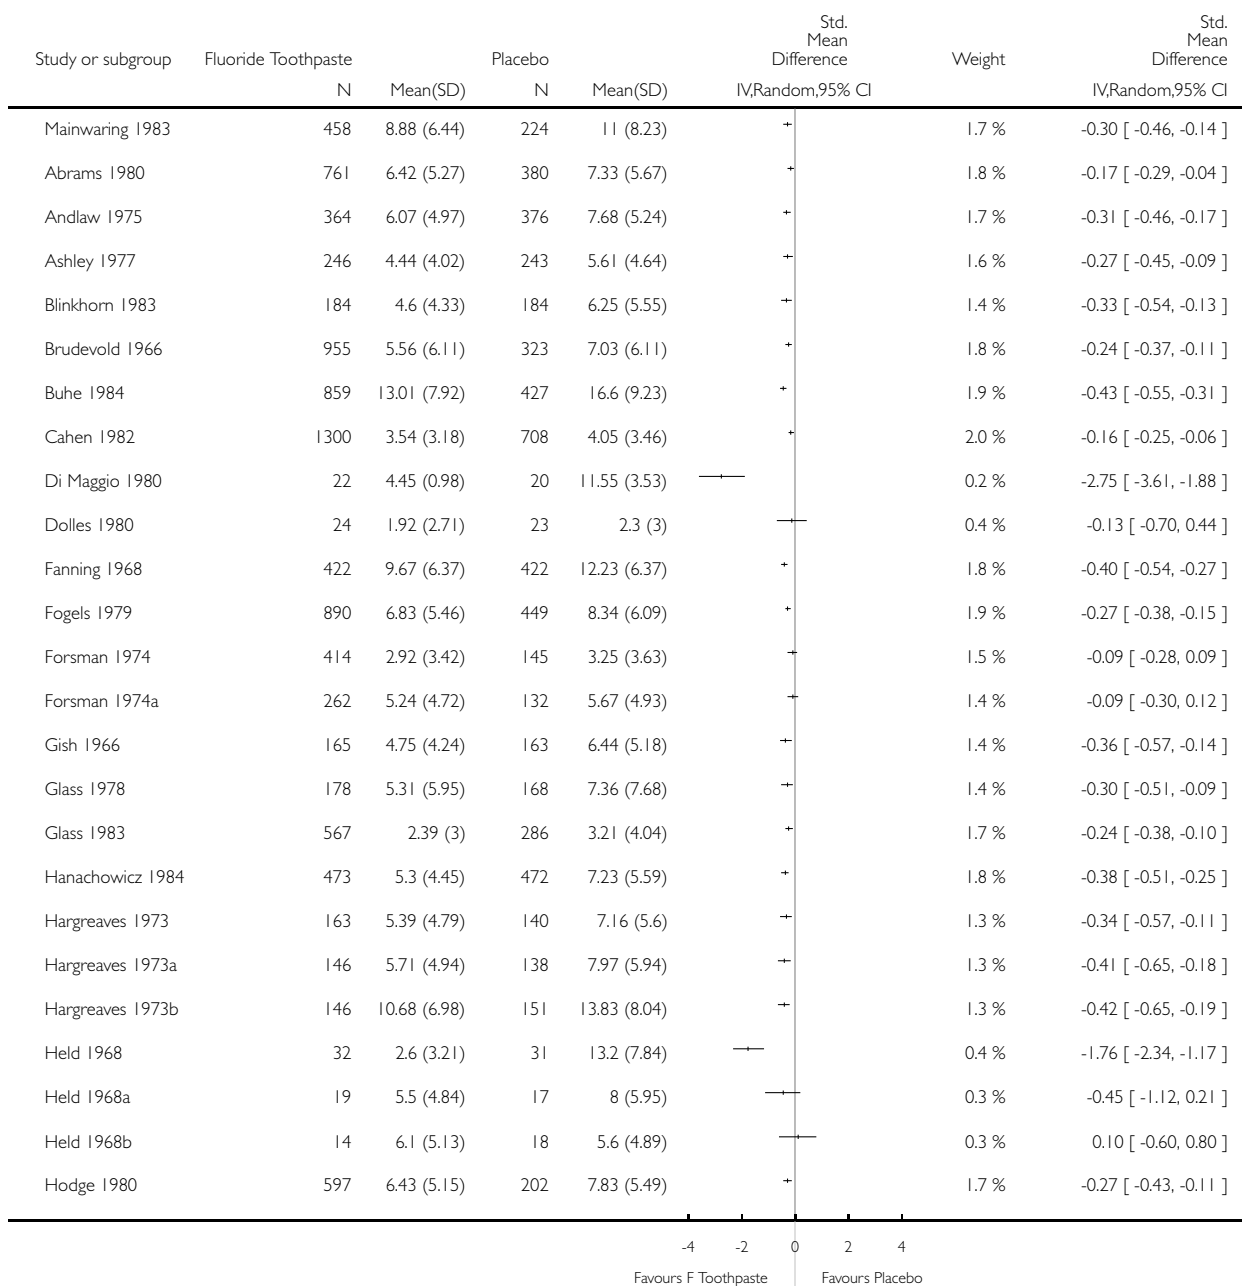 Std.
Mean
Difference
Std.
Mean
Difference
Study or subgroup Fluoride Toothpaste Placebo Weight
N Mean(SD) N Mean(SD) IV,Random,95% CI IV,Random,95% CI
Mainwaring 1983 458 8.88 (6.44) 224 11 (8.23) 1.7 % -0.30 [ -0.46, -0.14 ]
Abrams 1980 761 6.42 (5.27) 380 7.33 (5.67) 1.8 % -0.17 [ -0.29, -0.04 ]
Andlaw 1975 364 6.07 (4.97) 376 7.68 (5.24) 1.7 % -0.31 [ -0.46, -0.17 ]
Ashley 1977 246 4.44 (4.02) 243 5.61 (4.64) 1.6 % -0.27 [ -0.45, -0.09 ]
Blinkhorn 1983 184 4.6 (4.33) 184 6.25 (5.55) 1.4 % -0.33 [ -0.54, -0.13 ]
Brudevold 1966 955 5.56 (6.11) 323 7.03 (6.11) 1.8 % -0.24 [ -0.37, -0.11 ]
Buhe 1984 859 13.01 (7.92) 427 16.6 (9.23) 1.9 % -0.43 [ -0.55, -0.31 ]
Cahen 1982 1300 3.54 (3.18) 708 4.05 (3.46) 2.0 % -0.16 [ -0.25, -0.06 ]
Di Maggio 1980 22 4.45 (0.98) 20 11.55 (3.53) 0.2 % -2.75 [ -3.61, -1.88 ]
Dolles 1980 24 1.92 (2.71) 23 2.3 (3) 0.4 % -0.13 [ -0.70, 0.44 ]
Fanning 1968 422 9.67 (6.37) 422 12.23 (6.37) 1.8 % -0.40 [ -0.54, -0.27 ]
Fogels 1979 890 6.83 (5.46) 449 8.34 (6.09) 1.9 % -0.27 [ -0.38, -0.15 ]
Forsman 1974 414 2.92 (3.42) 145 3.25 (3.63) 1.5 % -0.09 [ -0.28, 0.09 ]
Forsman 1974a 262 5.24 (4.72) 132 5.67 (4.93) 1.4 % -0.09 [ -0.30, 0.12 ]
Gish 1966 165 4.75 (4.24) 163 6.44 (5.18) 1.4 % -0.36 [ -0.57, -0.14 ]
Glass 1978 178 5.31 (5.95) 168 7.36 (7.68) 1.4 % -0.30 [ -0.51, -0.09 ]
Glass 1983 567 2.39 (3) 286 3.21 (4.04) 1.7 % -0.24 [ -0.38, -0.10 ]
Hanachowicz 1984 473 5.3 (4.45) 472 7.23 (5.59) 1.8 % -0.38 [ -0.51, -0.25 ]
Hargreaves 1973 163 5.39 (4.79) 140 7.16 (5.6) 1.3 % -0.34 [ -0.57, -0.11 ]
Hargreaves 1973a 146 5.71 (4.94) 138 7.97 (5.94) 1.3 % -0.41 [ -0.65, -0.18 ]
Hargreaves 1973b 146 10.68 (6.98) 151 13.83 (8.04) 1.3 % -0.42 [ -0.65, -0.19 ]
Held 1968 32 2.6 (3.21) 31 13.2 (7.84) 0.4 % -1.76 [ -2.34, -1.17 ]
Held 1968a 19 5.5 (4.84) 17 8 (5.95) 0.3 % -0.45 [ -1.12, 0.21 ]
Held 1968b 14 6.1 (5.13) 18 5.6 (4.89) 0.3 % 0.10 [ -0.60, 0.80 ]
Hodge 1980 597 6.43 (5.15) 202 7.83 (5.49) 1.7 % -0.27 [ -0.43, -0.11 ]
-4 -2 0 2 4
Favours F Toothpaste Favours Placebo